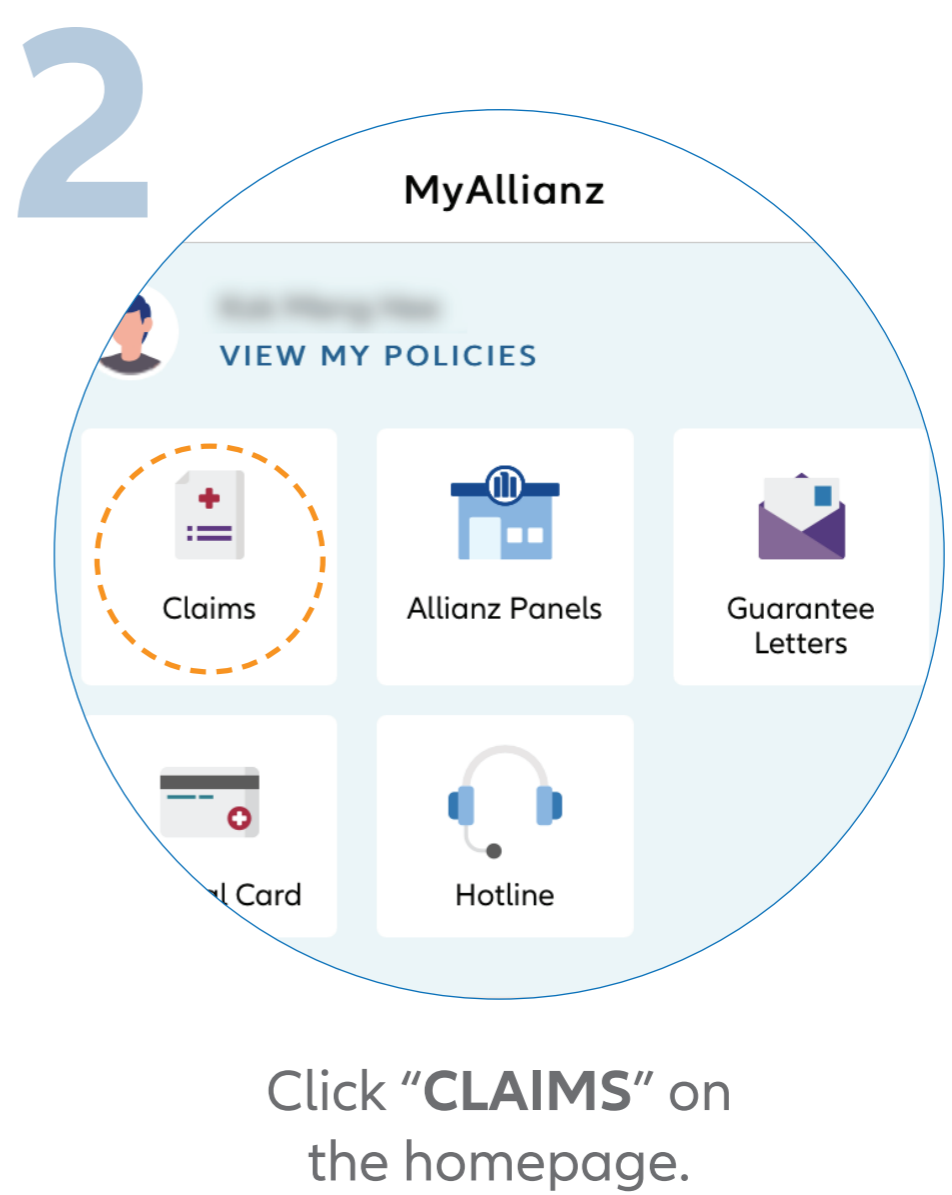 2
MyAllianz
VIEW MY POLICIES
Claims
Allianz Panels
Guarantee
Letters
Card
Hotline
Click “CLAIMS” on
the homepage.